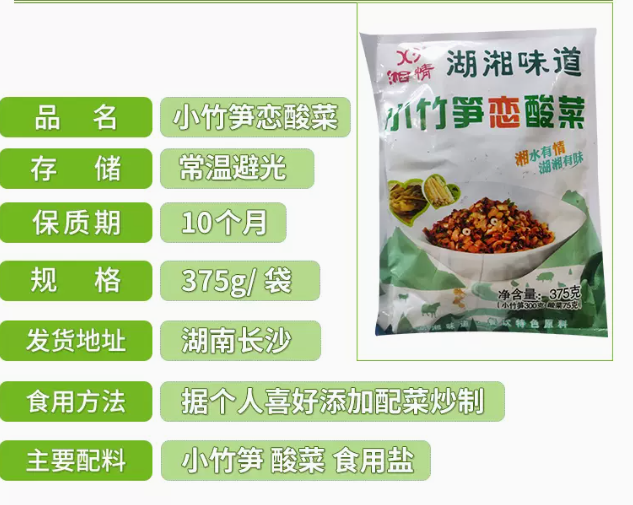 品 名 小竹笋恋酸菜
存 储 常温避光
保质期 10个月
规 格 375g/ 袋
发货地址 湖南长沙
食用方法 据个人喜好添加配菜炒制
主要配料 小竹笋 酸菜 食用盐
湘情
湖湘味道
小竹笋恋酸菜
湘水有情
湖湘有味
净含量：375克
(小竹笋300克 酸菜75克)
特色原料